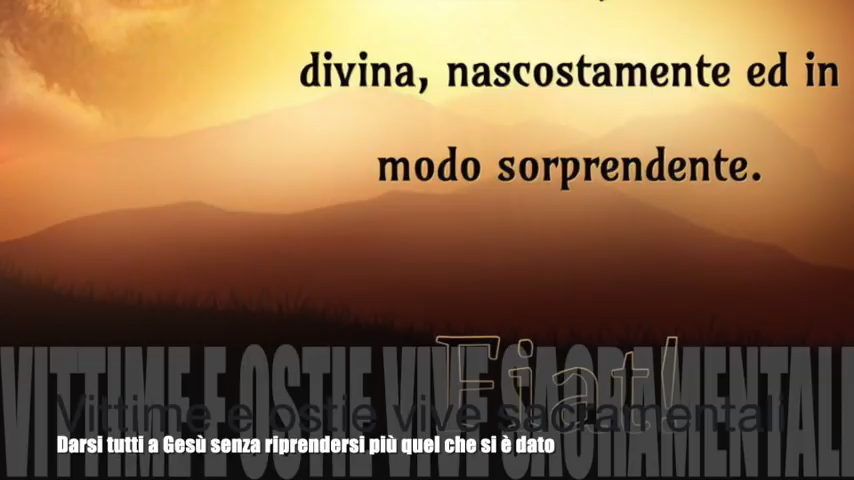 divina, nascostamente ed in
modo sorprendente.
Fiat!
VITTIME E OSTIE VIVE SACRAMENTALI
Vittime e ostie vive sacramentali
Darsi tutti a Gesù senza riprendersi più quel che si è dato